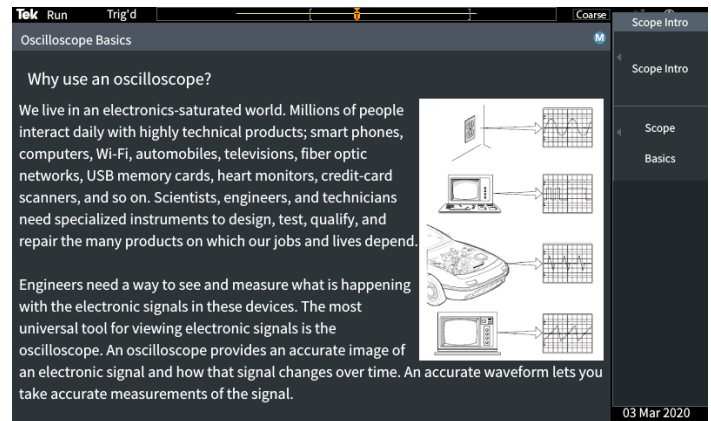 Tek Run Trig'd
Coarse
Scope Intro
Oscilloscope Basics
M
Why use an oscilloscope?
We live in an electronics-saturated world. Millions of people
interact daily with highly technical products; smart phones,
computers, Wi-Fi, automobiles, televisions, fiber optic
networks, USB memory cards, heart monitors, credit-card
scanners, and so on. Scientists, engineers, and technicians
need specialized instruments to design, test, qualify, and
repair the many products on which our jobs and lives depend.
Engineers need a way to see and measure what is happening
with the electronic signals in these devices. The most
universal tool for viewing electronic signals is the
oscilloscope. An oscilloscope provides an accurate image of
an electronic signal and how that signal changes over time. An accurate waveform lets you
take accurate measurements of the signal.
Scope Intro
Scope
Basics
03 Mar 2020